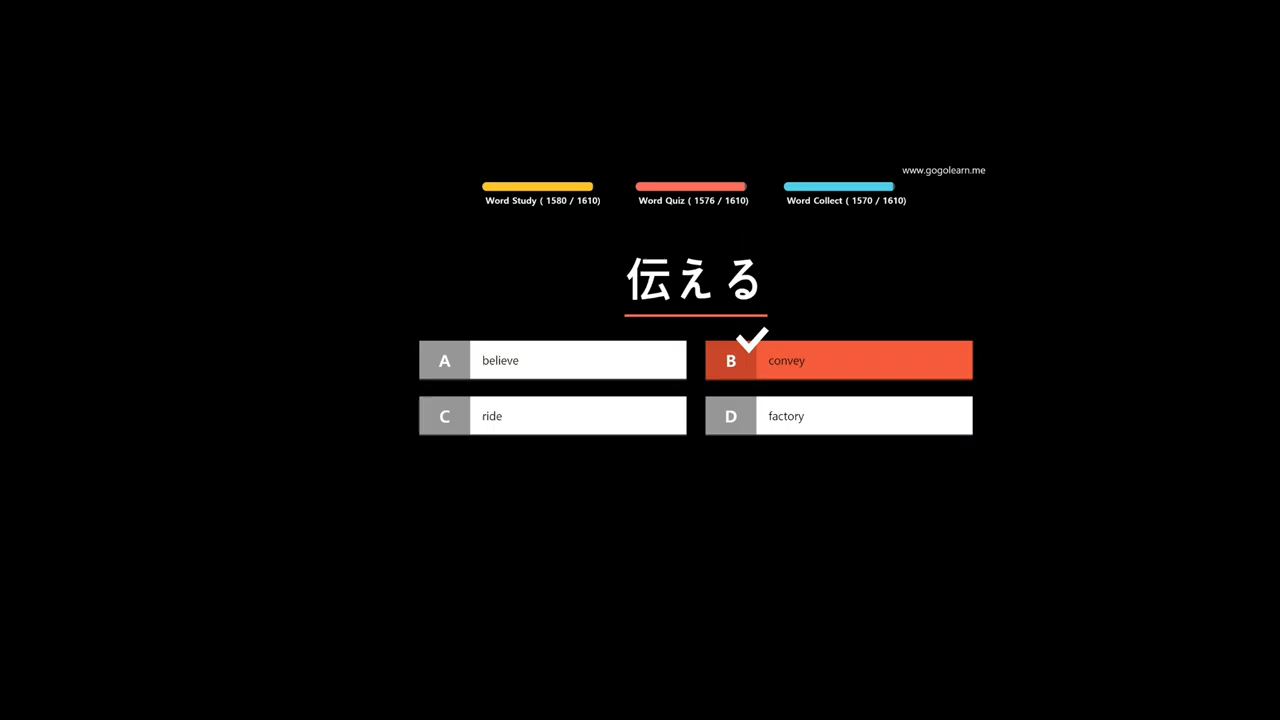 www.gogolearn.me
Word Study ( 1580 / 1610)
Word Quiz ( 1576 / 1610)
Word Collect ( 1570 / 1610)
伝える
A believe
B convey
C ride
D factory